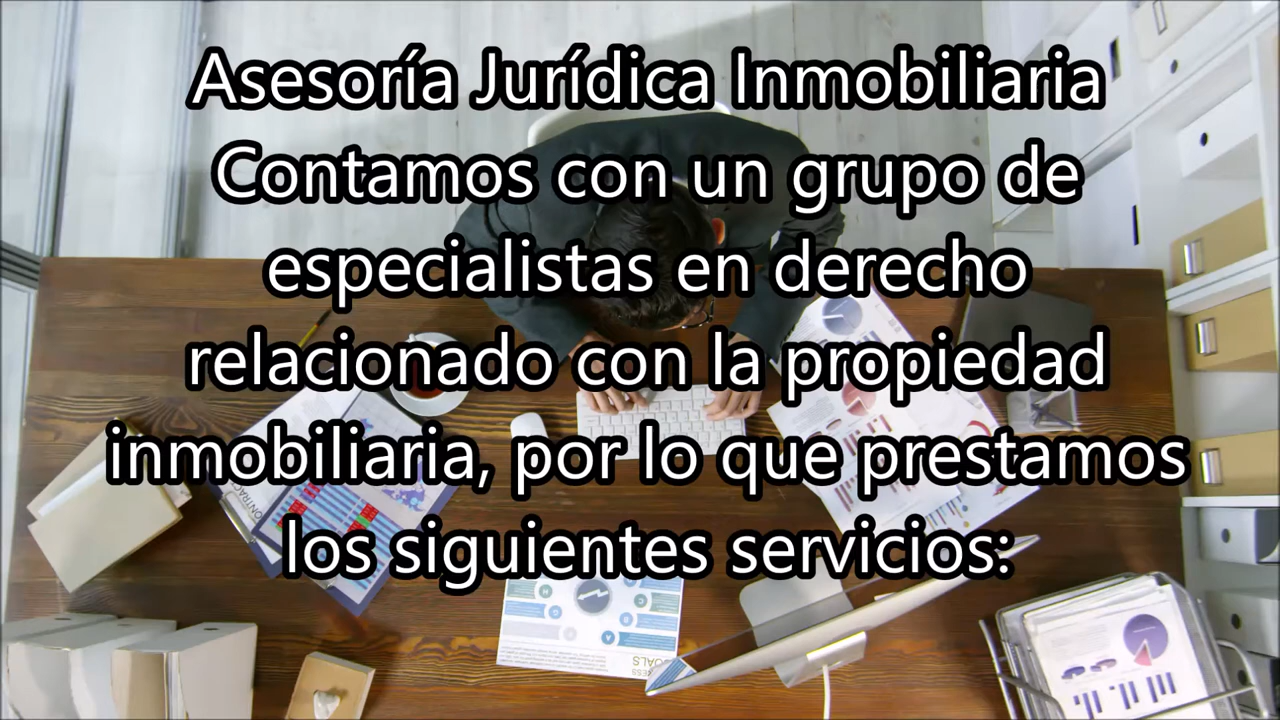 Asesoría Jurídica Inmobiliaria
Contamos con un grupo de
especialistas en derecho
relacionado con la propiedad
inmobiliaria, por lo que prestamos
los siguientes servicios: